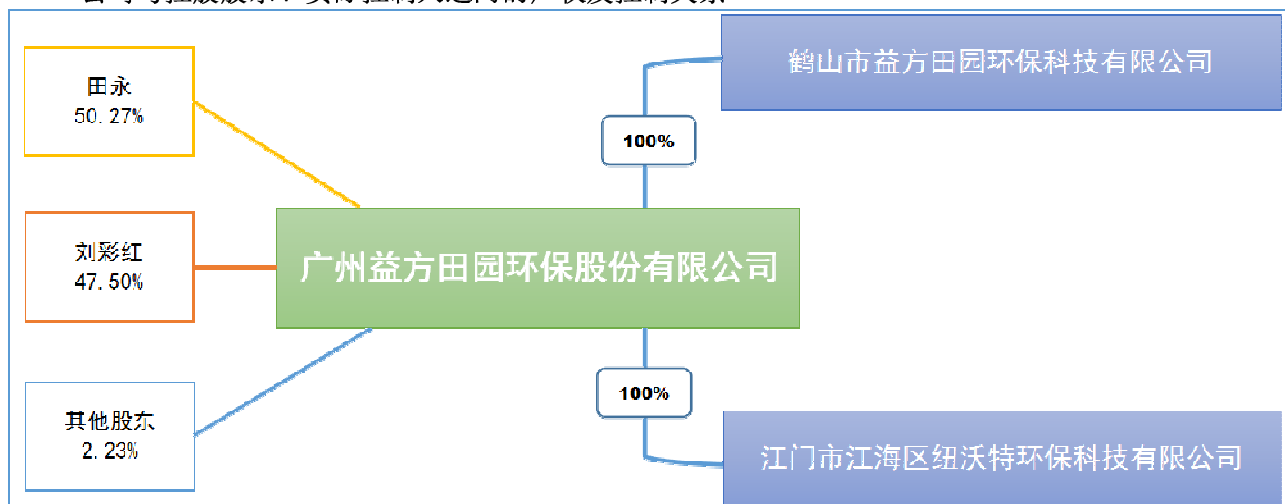 田永
50.27%
刘彩红
47.50%
其他股东
2.23%
广州益方田园环保股份有限公司
100%
鹤山市益方田园环保科技有限公司
100%
江门市江海区纽沃特环保科技有限公司